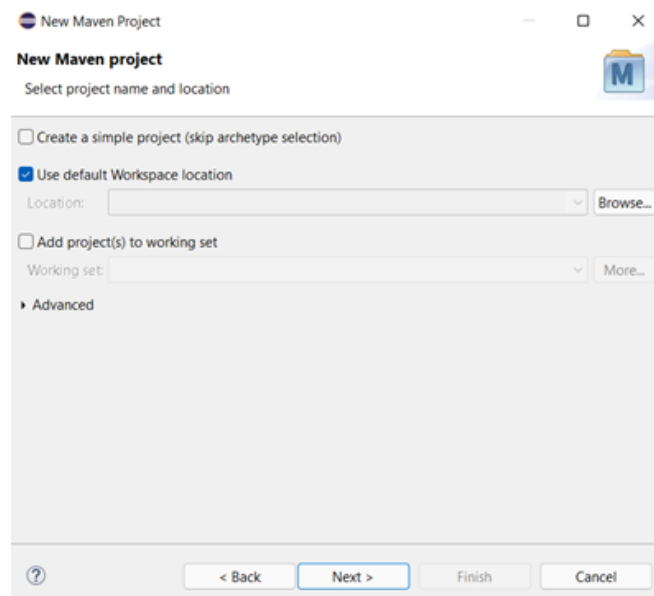 New Maven Project
New Maven project
Select project name and location
M
Create a simple project (skip archetype selection)
Use default Workspace location
Location:
Browse...
Add project(s) to working set
Working set:
More...
Advanced
?
< Back
Next >
Finish
Cancel